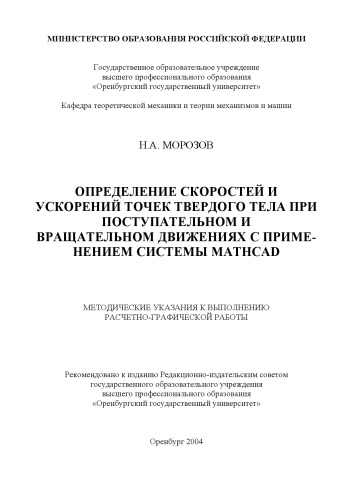 МИНИСТЕРСТВО ОБРАЗОВАНИЯ РОССИЙСКОЙ ФЕДЕРАЦИИ
Государственное образовательное учреждение
высшего профессионального образования
«Оренбургский государственный университет»
Кафедра теоретической механики и теории механизмов и машин
Н.А. МОРОЗОВ
ОПРЕДЕЛЕНИЕ СКОРОСТЕЙ И
УСКОРЕНИЙ ТОЧЕК ТВЕРДОГО ТЕЛА ПРИ
ПОСТУПАТЕЛЬНОМ И
ВРАЩАТЕЛЬНОМ ДВИЖЕНИЯХ С ПРИМЕ-
НЕНИЕМ СИСТЕМЫ MATHCAD
МЕТОДИЧЕСКИЕ УКАЗАНИЯ К ВЫПОЛНЕНИЮ
РАСЧЕТНО-ГРАФИЧЕСКОЙ РАБОТЫ
Рекомендовано к изданию Редакционно-издательским советом
государственного образовательного учреждения
высшего профессионального образования
«Оренбургский государственный университет»
Оренбург 2004